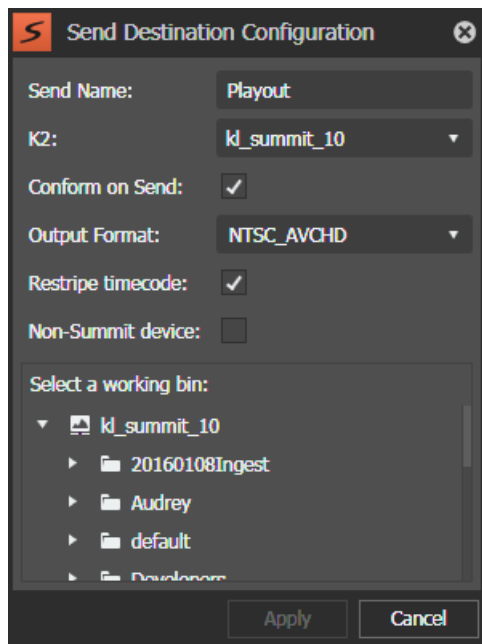 Send Destination Configuration
Send Name: Playout
K2: kl_summit_10
Conform on Send:
Output Format: NTSC_AVCHD
Restripe timecode:
Non-Summit device:
Select a working bin:
kl_summit_10
20160108Ingest
Audrey
default
Developers
Apply Cancel